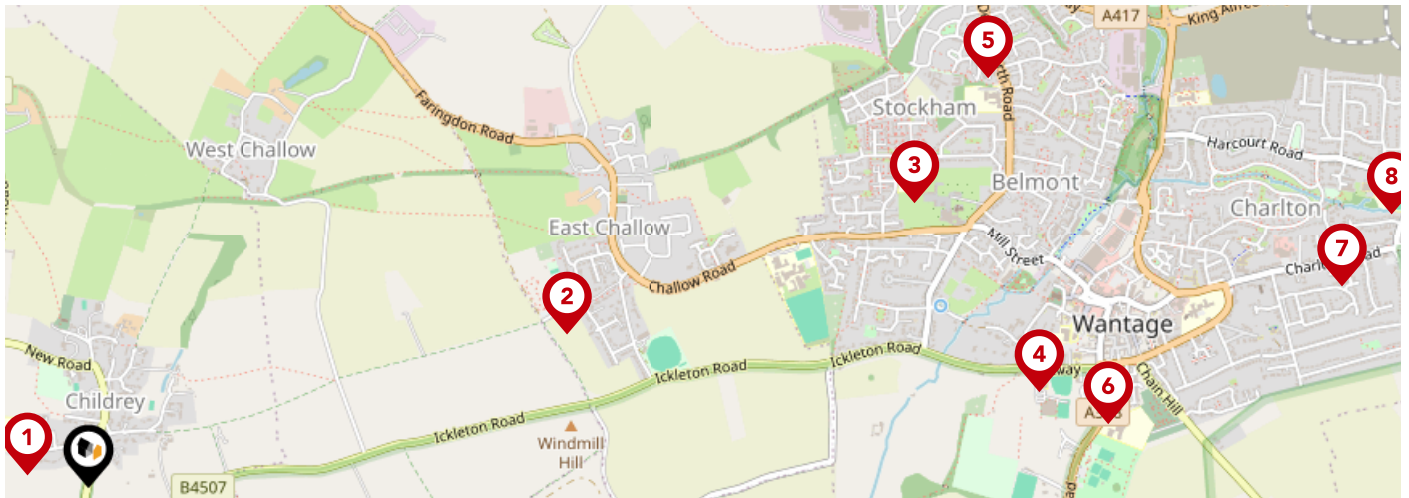 A417
King Alfred
5
Stockham
Faringdon Road
West Challow
Harcourt Road
3
8
Belmont
Charlton
East Challow
Mill Street
7
Challow Road
2
Wantage
4
Ickleton Road
Ickleton Road
New Road
Chain Hill
6
Childrey
Ickleton Road
1
Windmill
Hill
B4507